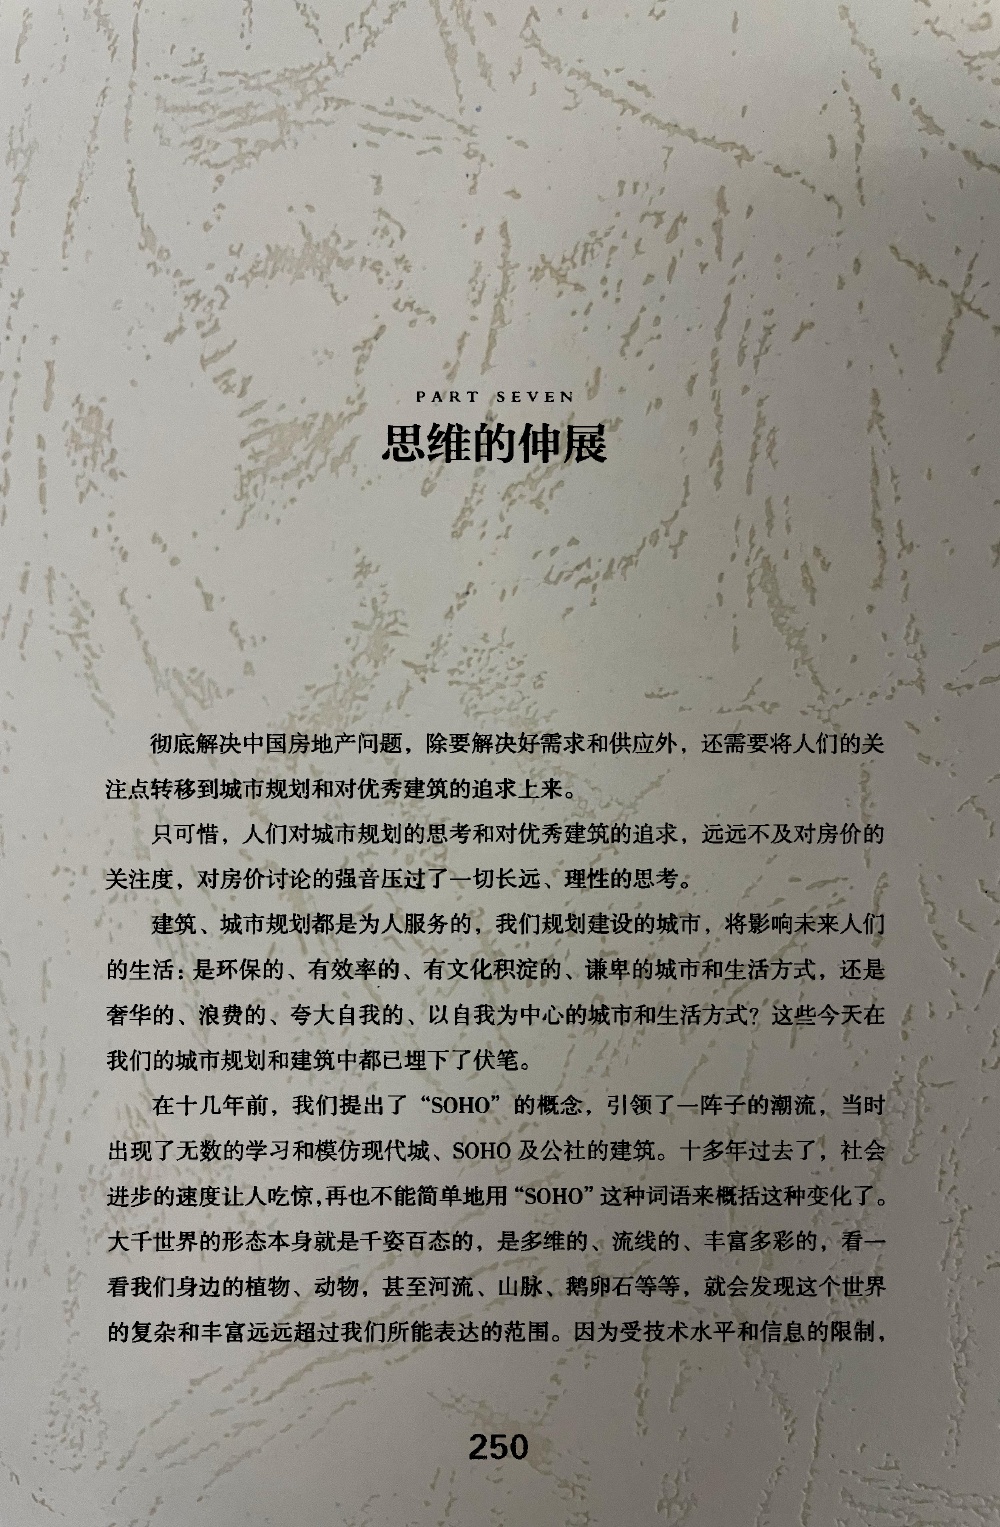 PART SEVEN
思维的伸展
彻底解决中国房地产问题，除要解决好需求和供应外，还需要将人们的关
注点转移到城市规划和对优秀建筑的追求上来。
只可惜，人们对城市规划的思考和对优秀建筑的追求，远远不及对房价的
关注度，对房价讨论的强音压过了一切长远、理性的思考。
建筑、城市规划都是为人服务的，我们规划建设的城市，将影响未来人们
的生活：是环保的、有效率的、有文化积淀的、谦卑的城市和生活方式，还是
奢华的、浪费的、夸大自我的、以自我为中心的城市和生活方式？这些今天在
我们的城市规划和建筑中都已埋下了伏笔。
在十几年前，我们提出了“SOHO”的概念，引领了一阵子的潮流，当时
出现了无数的学习和模仿现代城、SOHO及公社的建筑。十多年过去了，社会
进步的速度让人吃惊，再也不能简单地用“SOHO”这种词语来概括这种变化了。
大千世界的形态本身就是千姿百态的，是多维的、流线的、丰富多彩的，看一
看我们身边的植物、动物，甚至河流、山脉、鹅卵石等等，就会发现这个世界
的复杂和丰富远远超过我们所能表达的范围。因为受技术水平和信息的限制，
250